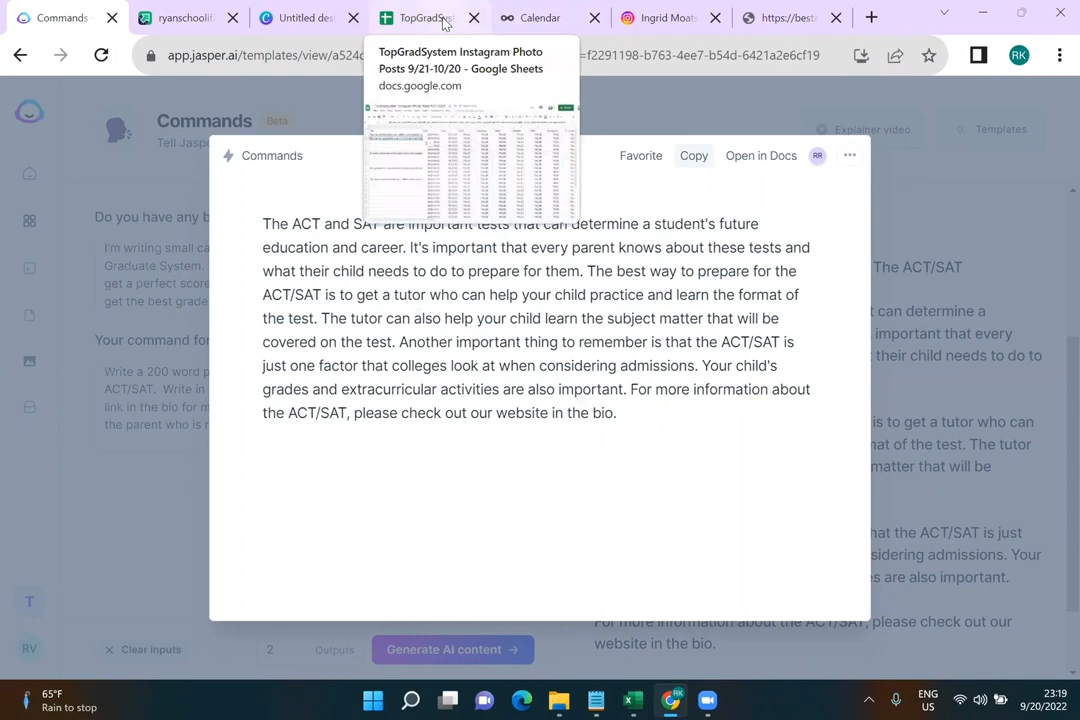 Commands
ryanschoolif
Untitled des
TopGradSyst
Calendar
Ingrid Moats
https://besta
app.jasper.ai/templates/view/a524d
=f2291198-b763-4ee7-b54d-6421a2e6cf19
RK
TopGradSystem Instagram Photo
Posts 9/21-10/20 - Google Sheets
docs.google.com
Commands Beta
Tell Jaspe
Explainer video
Templates
Commands
Favorite
Copy
Open in Docs
RR
Do you have any b
I'm writing small ca
Graduate System.
get a perfect score
get the best grade
Your command for
Write a 200 word p
ACT/SAT. Write in
link in the bio for m
the parent who is r
The ACT and SAT are important tests that can determine a student's future
education and career. It's important that every parent knows about these tests and
what their child needs to do to prepare for them. The best way to prepare for the
ACT/SAT is to get a tutor who can help your child practice and learn the format of
the test. The tutor can also help your child learn the subject matter that will be
covered on the test. Another important thing to remember is that the ACT/SAT is
just one factor that colleges look at when considering admissions. Your child's
grades and extracurricular activities are also important. For more information about
the ACT/SAT, please check out our website in the bio.
The ACT/SAT
t can determine a
important that every
their child needs to do to
is to get a tutor who can
nat of the test. The tutor
matter that will be
hat the ACT/SAT is just
sidering admissions. Your
es are also important.
For more information about the ACT/SAT, please check out our
website in the bio.
T
RV
Clear inputs
2
Outputs
Generate AI content
65°F
Rain to stop
RK
ENG
US
23:19
9/20/2022